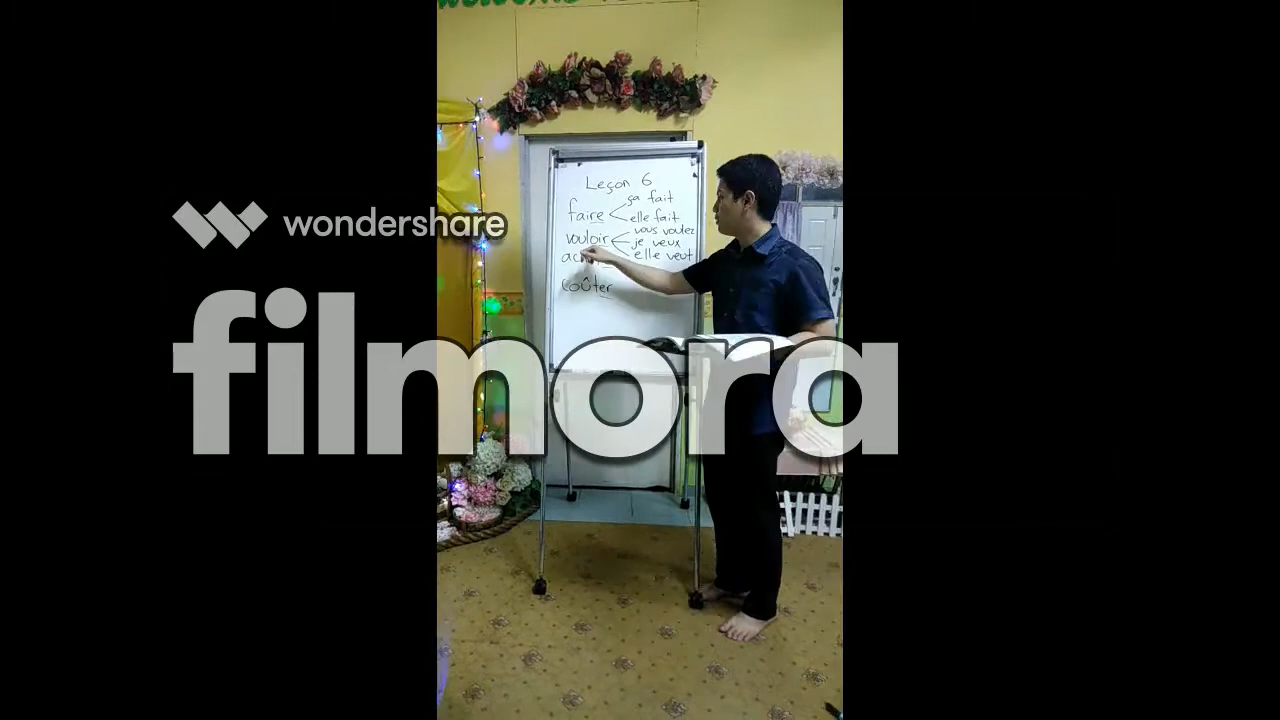 Leçon 6
ça fait
faire
elle fait
vous voulez
vouloir
je veux
elle veut
coûter
wondershare
filmora